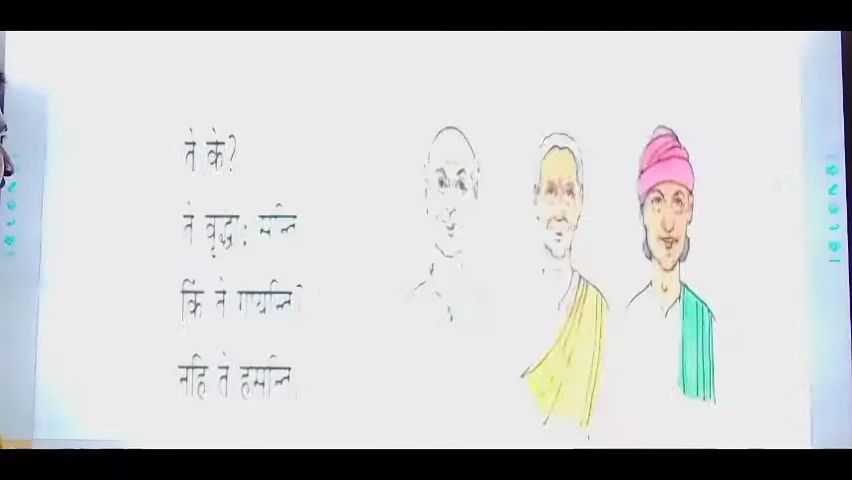 ते के?
ते वृद्धाः सन्ति
किं ते गायन्ति?
नहि ते हसन्ति